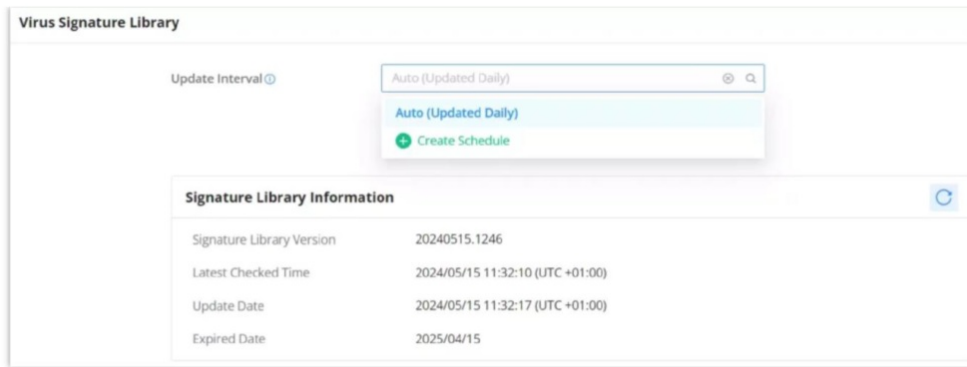 Virus Signature Library
Update Interval
Auto (Updated Daily)
Auto (Updated Daily)
Create Schedule
Signature Library Information
Signature Library Version 20240515.1246
Latest Checked Time 2024/05/15 11:32:10 (UTC +01:00)
Update Date 2024/05/15 11:32:17 (UTC +01:00)
Expired Date 2025/04/15